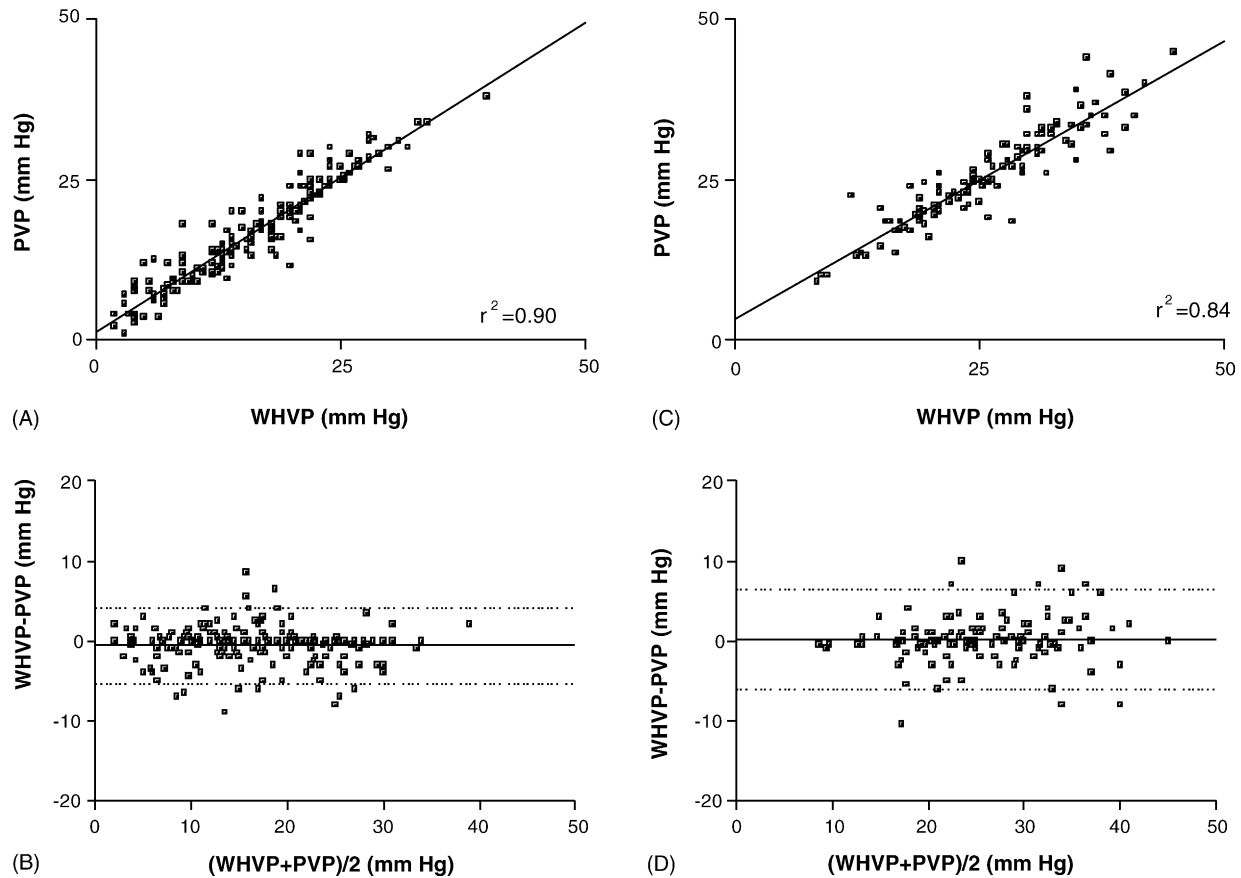 50
25
0
PVP (mm Hg)
r²=0.90
0 25 50
(A) WHVP (mm Hg)
50
25
0
PVP (mm Hg)
r²=0.84
0 25 50
(C) WHVP (mm Hg)
20
10
0
-10
-20
WHVP-PVP (mm Hg)
0 10 20 30 40 50
(B) (WHVP+PVP)/2 (mm Hg)
20
10
0
-10
-20
WHVP-PVP (mm Hg)
0 10 20 30 40 50
(D) (WHVP+PVP)/2 (mm Hg)